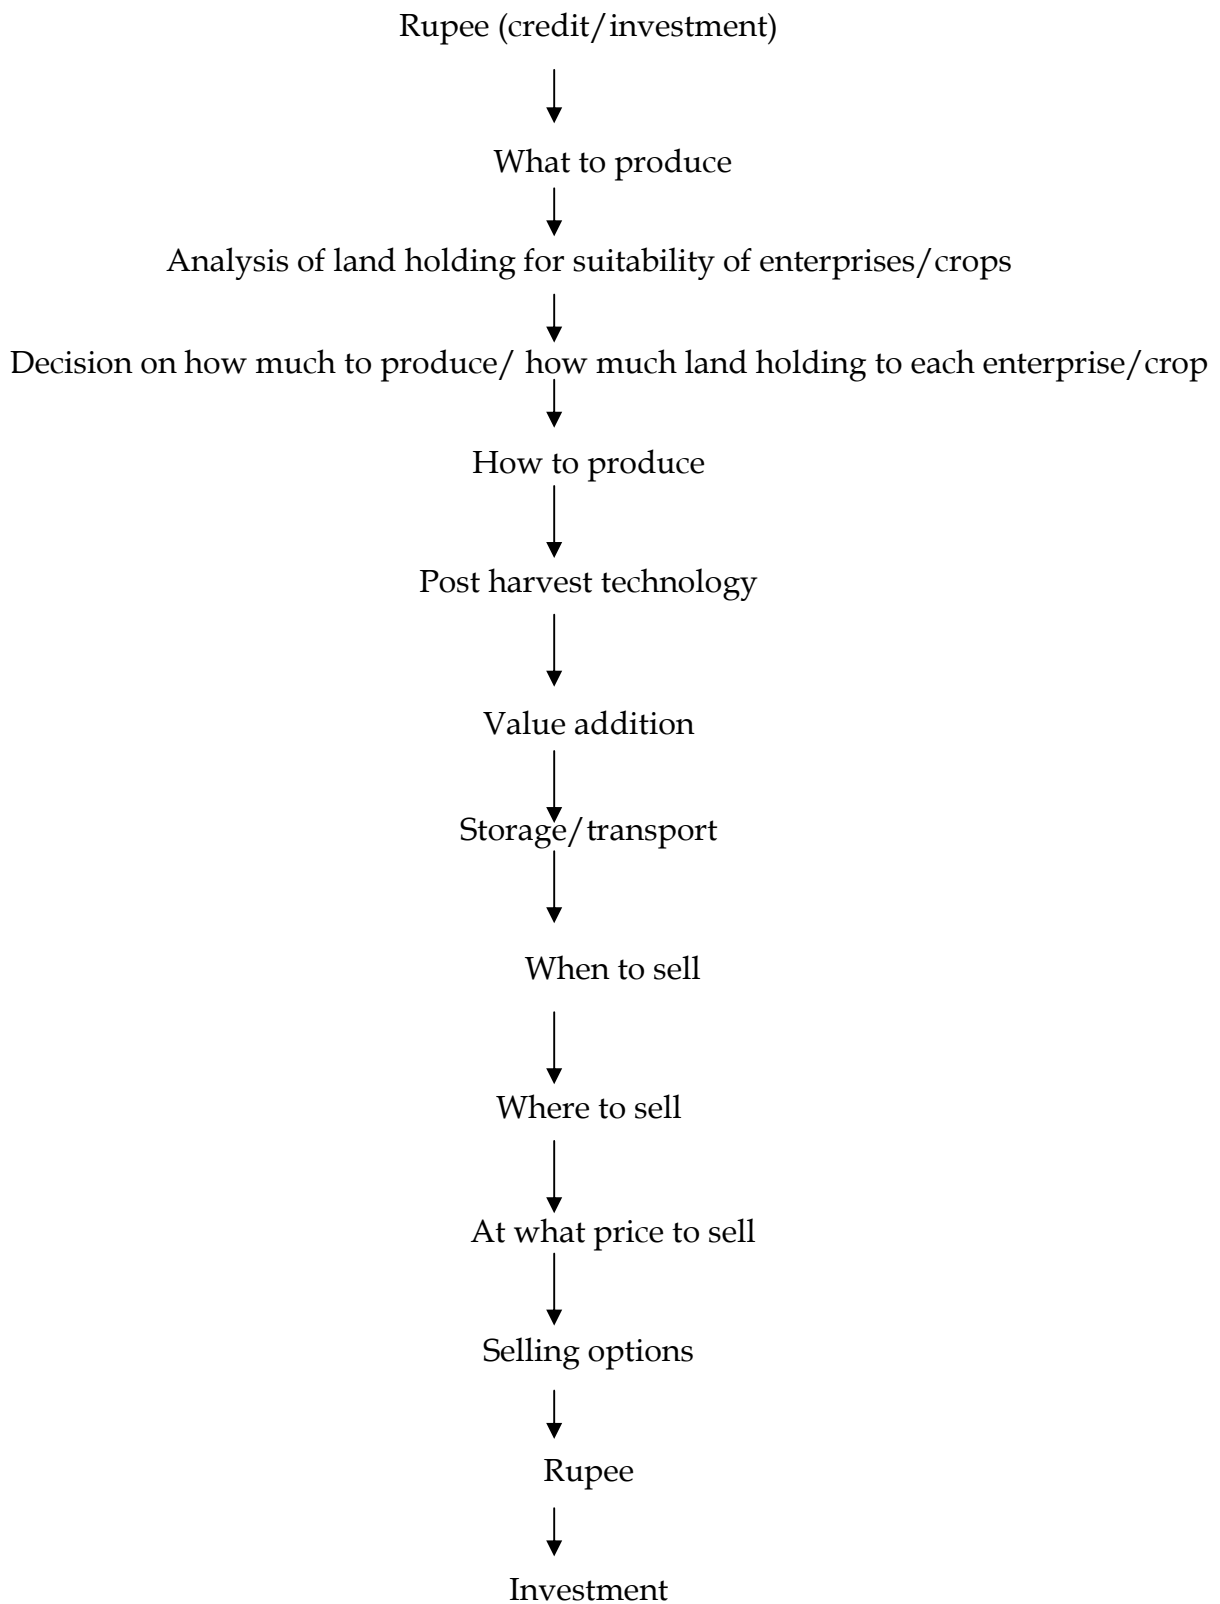 Rupee (credit/investment)
What to produce
Analysis of land holding for suitability of enterprises/crops
Decision on how much to produce/ how much land holding to each enterprise/crop
How to produce
Post harvest technology
Value addition
Storage/transport
When to sell
Where to sell
At what price to sell
Selling options
Rupee
Investment